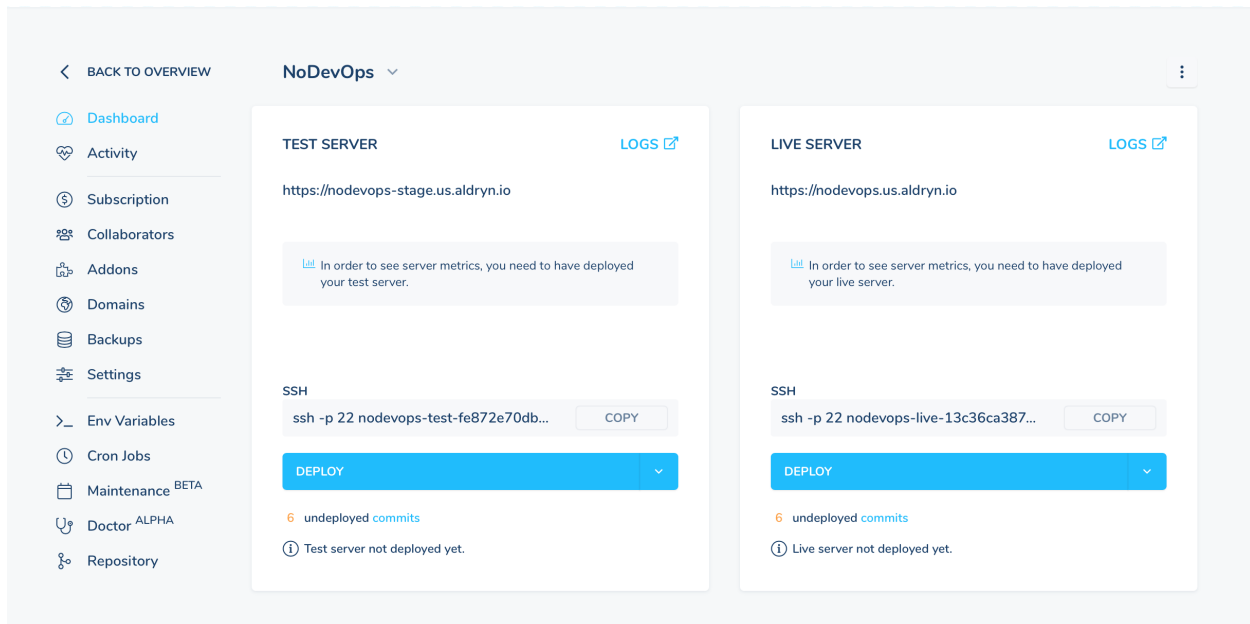 BACK TO OVERVIEW
Dashboard
Activity
Subscription
Collaborators
Addons
Domains
Backups
Settings
Env Variables
Cron Jobs
Maintenance BETA
Doctor ALPHA
Repository
NoDevOps
TEST SERVER
LOGS
https://nodevops-stage.us.aldryn.io
In order to see server metrics, you need to have deployed
your test server.
SSH
ssh -p 22 nodevops-test-fe872e70db...
COPY
DEPLOY
6 undeployed commits
Test server not deployed yet.
LIVE SERVER
LOGS
https://nodevops.us.aldryn.io
In order to see server metrics, you need to have deployed
your live server.
SSH
ssh -p 22 nodevops-live-13c36ca387...
COPY
DEPLOY
6 undeployed commits
Live server not deployed yet.